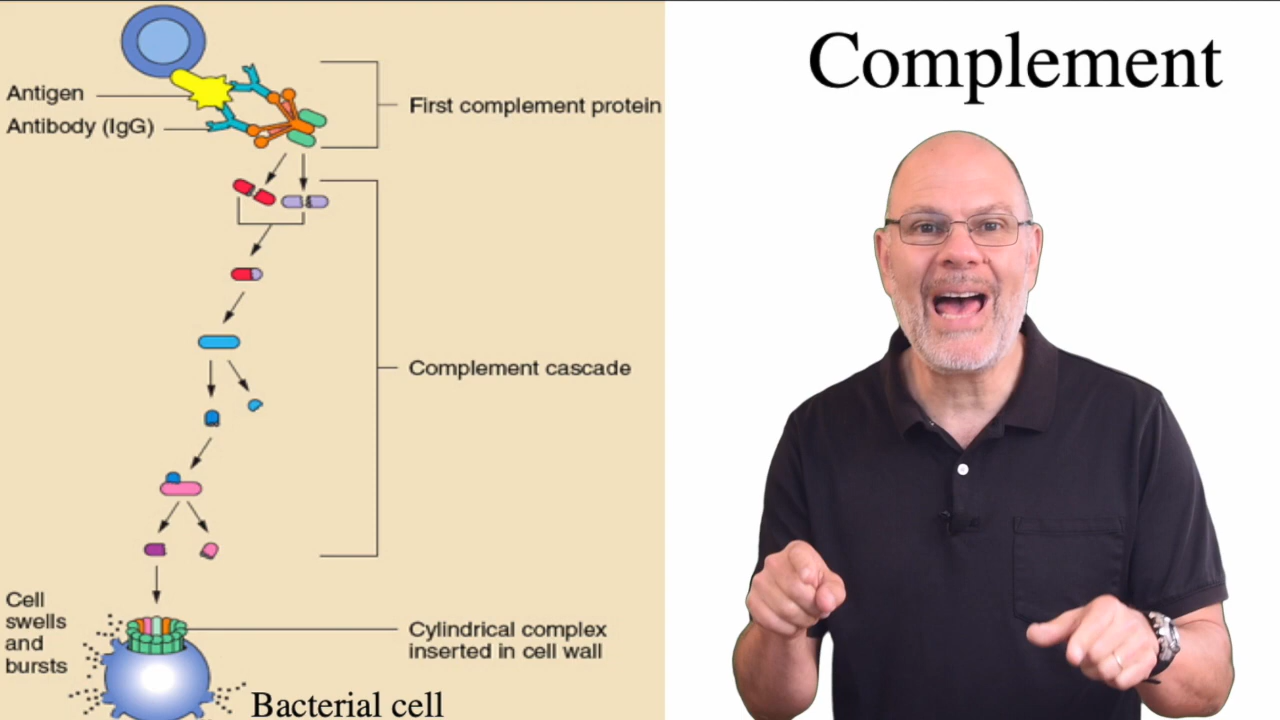 Complement
Antigen
Antibody (IgG)
First complement protein
Complement cascade
Cell
swells
and
bursts
Cylindrical complex
inserted in cell wall
Bacterial cell